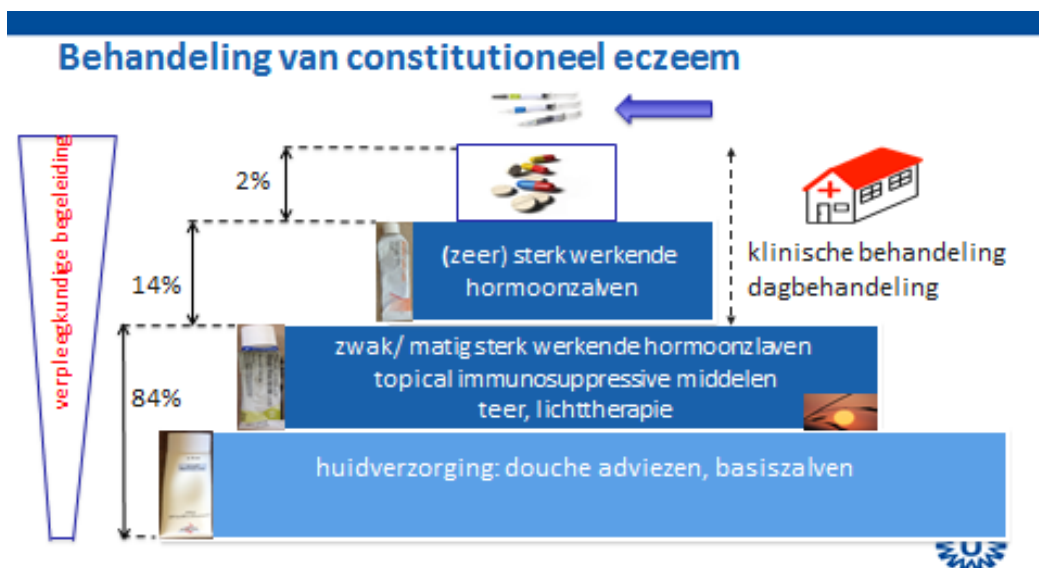 Behandeling van constitutioneel eczeem
verpleegkundige begeleiding
2%
14%
84%
(zeer) sterk werkende
hormoonzalven
klinische behandeling
dagbehandeling
zwak/ matig sterk werkende hormoonzlaven
topical immunosuppressive middelen
teer, lichttherapie
huidverzorging: douche adviezen, basiszalven